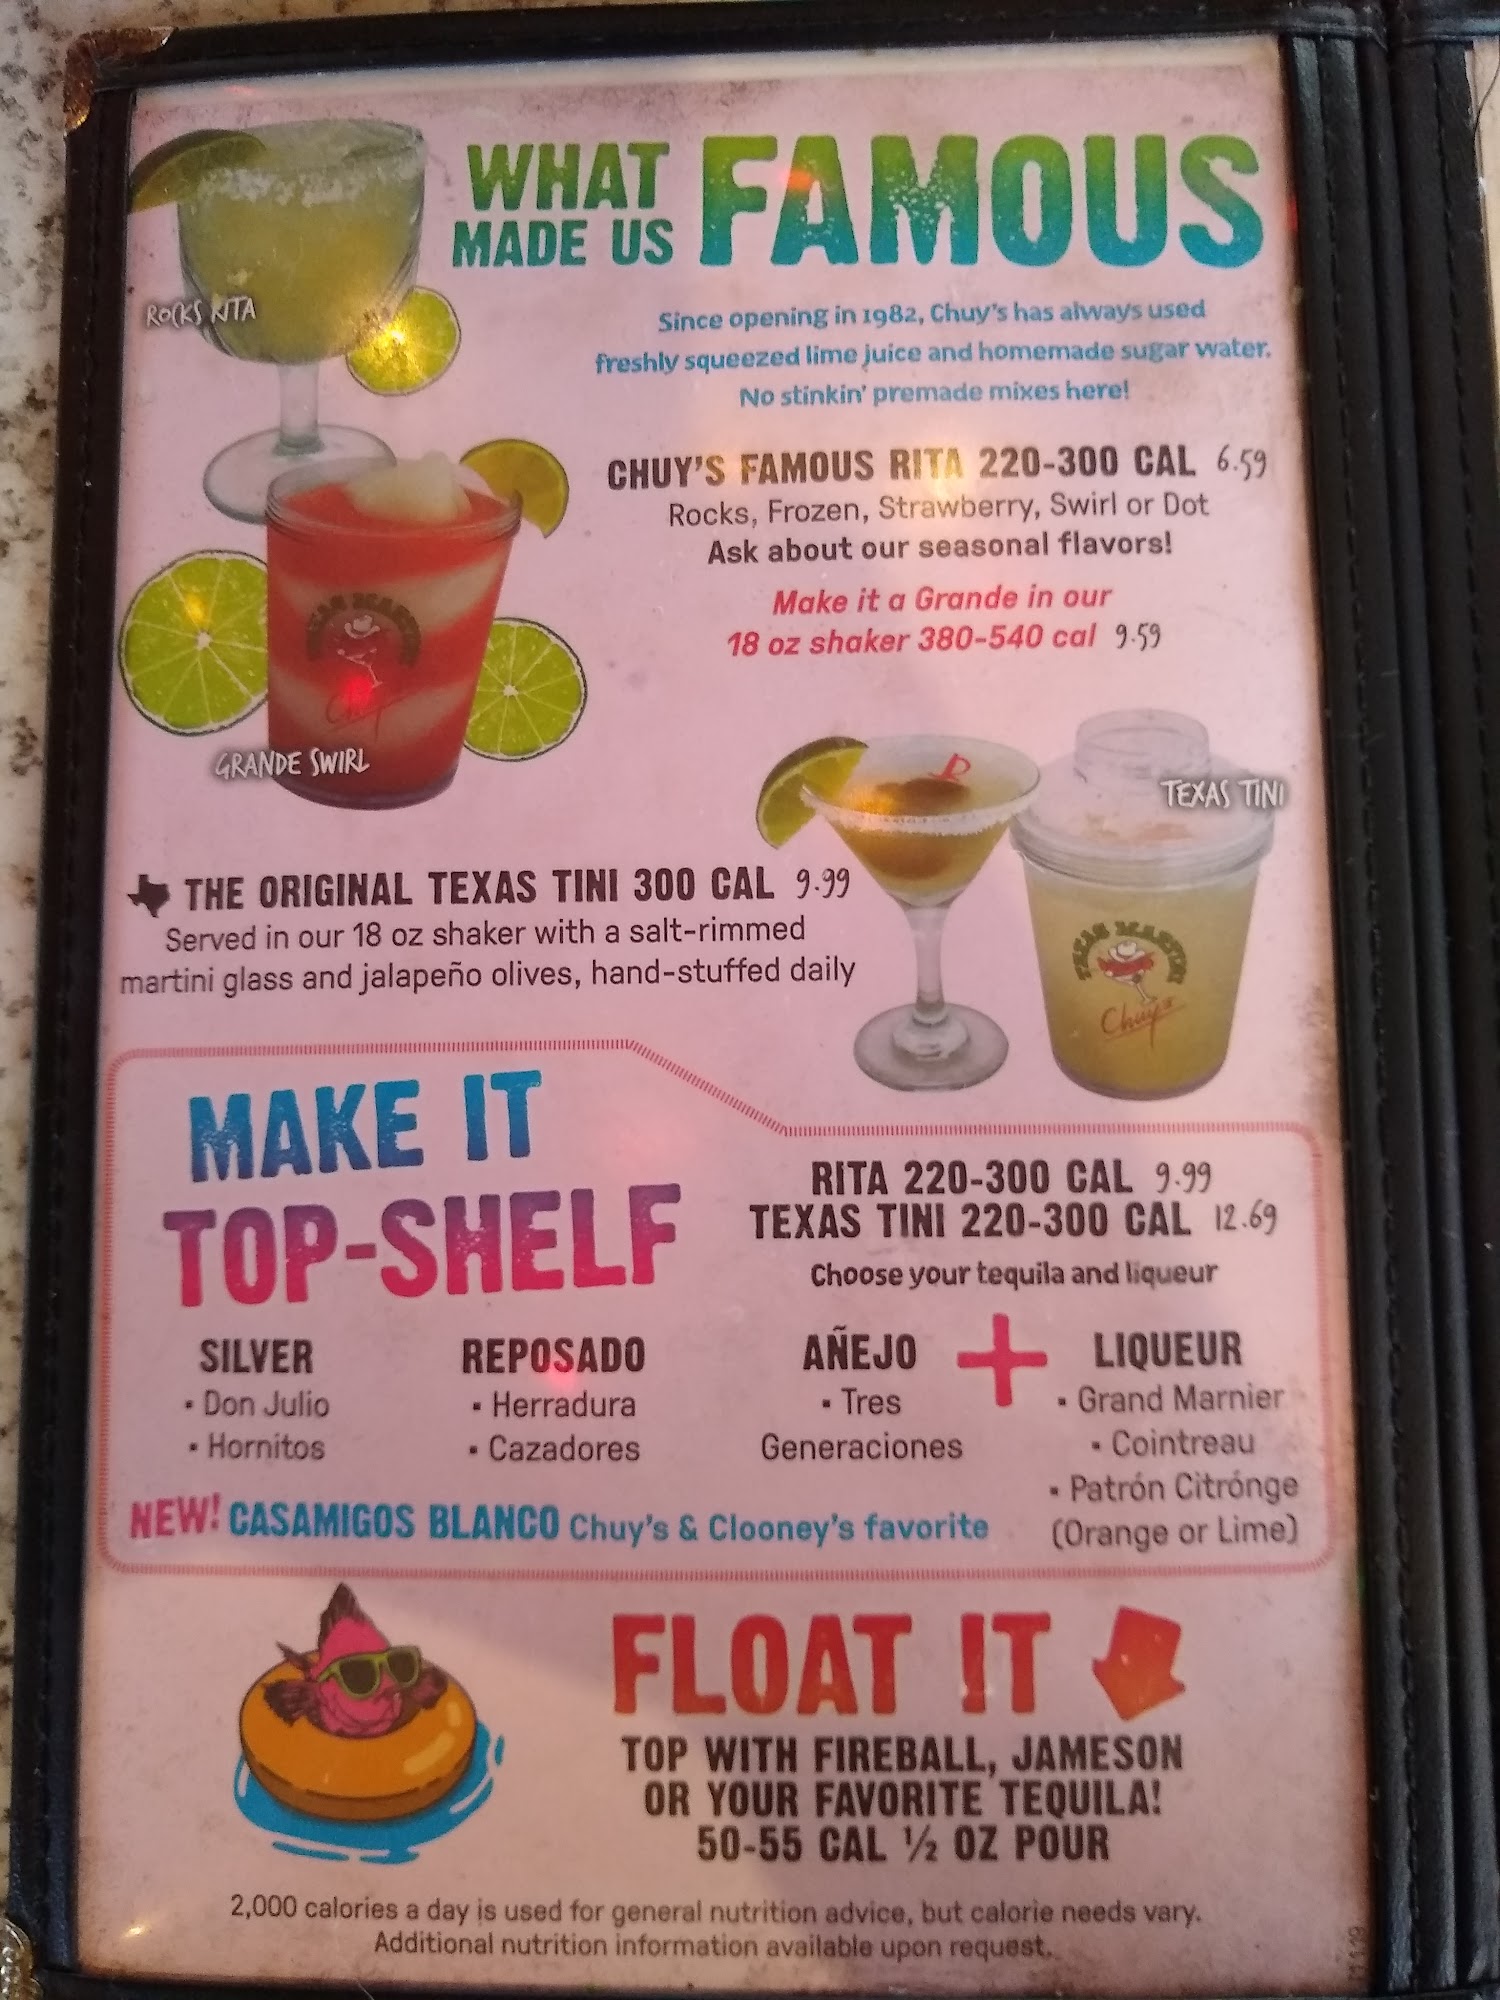 WHAT
MADE US
FAMOUS
ROCKS RITA
Since opening in 1982, Chuy's has always used
freshly squeezed lime juice and homemade sugar water.
No stinkin' premade mixes here!
CHUY'S FAMOUS RITA 220-300 CAL 6.59
Rocks, Frozen, Strawberry, Swirl or Dot
Ask about our seasonal flavors!
Make it a Grande in our
18 oz shaker 380-540 cal 9.59
GRANDE SWIRL
TEXAS TINI
TEXAS MARTINI
Chuy's
THE ORIGINAL TEXAS TINI 300 CAL 9.99
Served in our 18 oz shaker with a salt-rimmed
martini glass and jalapeño olives, hand-stuffed daily
MAKE IT
TOP-SHELF
RITA 220-300 CAL 9.99
TEXAS TINI 220-300 CAL 12.69
Choose your tequila and liqueur
SILVER
▪ Don Julio
▪ Hornitos
REPOSADO
▪ Herradura
▪ Cazadores
AÑEJO
▪ Tres
Generaciones
+
LIQUEUR
▪ Grand Marnier
▪ Cointreau
▪ Patrón Citrónge
(Orange or Lime)
NEW! CASAMIGOS BLANCO Chuy's & Clooney's favorite
FLOAT IT
TOP WITH FIREBALL, JAMESON
OR YOUR FAVORITE TEQUILA!
50-55 CAL ½ OZ POUR
2,000 calories a day is used for general nutrition advice, but calorie needs vary.
Additional nutrition information available upon request.